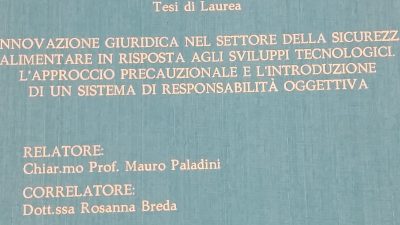 Tesi di Laurea
NNOVAZIONE GIURIDICA NEL SETTORE DELLA SICUREZZ
ALIMENTARE IN RISPOSTA AGLI SVILUPPI TECNOLOGICI.
L'APPROCCIO PRECAUZIONALE E L'INTRODUZIONE
DI UN SISTEMA DI RESPONSABILITÀ OGGETTIVA
RELATORE:
Chiar.mo Prof. Mauro Paladini
CORRELATORE:
Dott.ssa Rosanna Breda